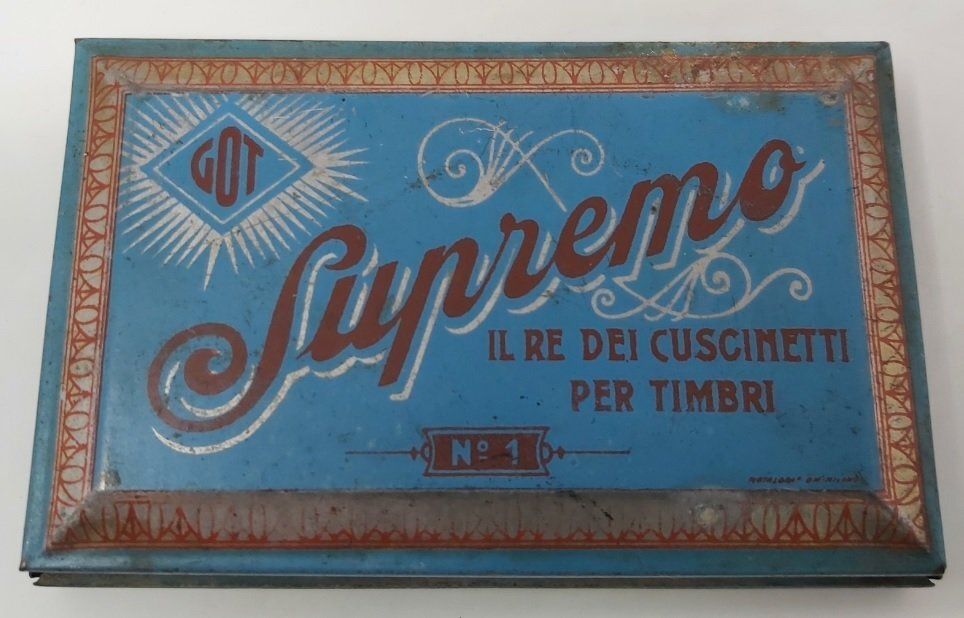 GOT
Supremo
IL RE DEI CUSCINETTI
PER TIMBRI
Nº 1